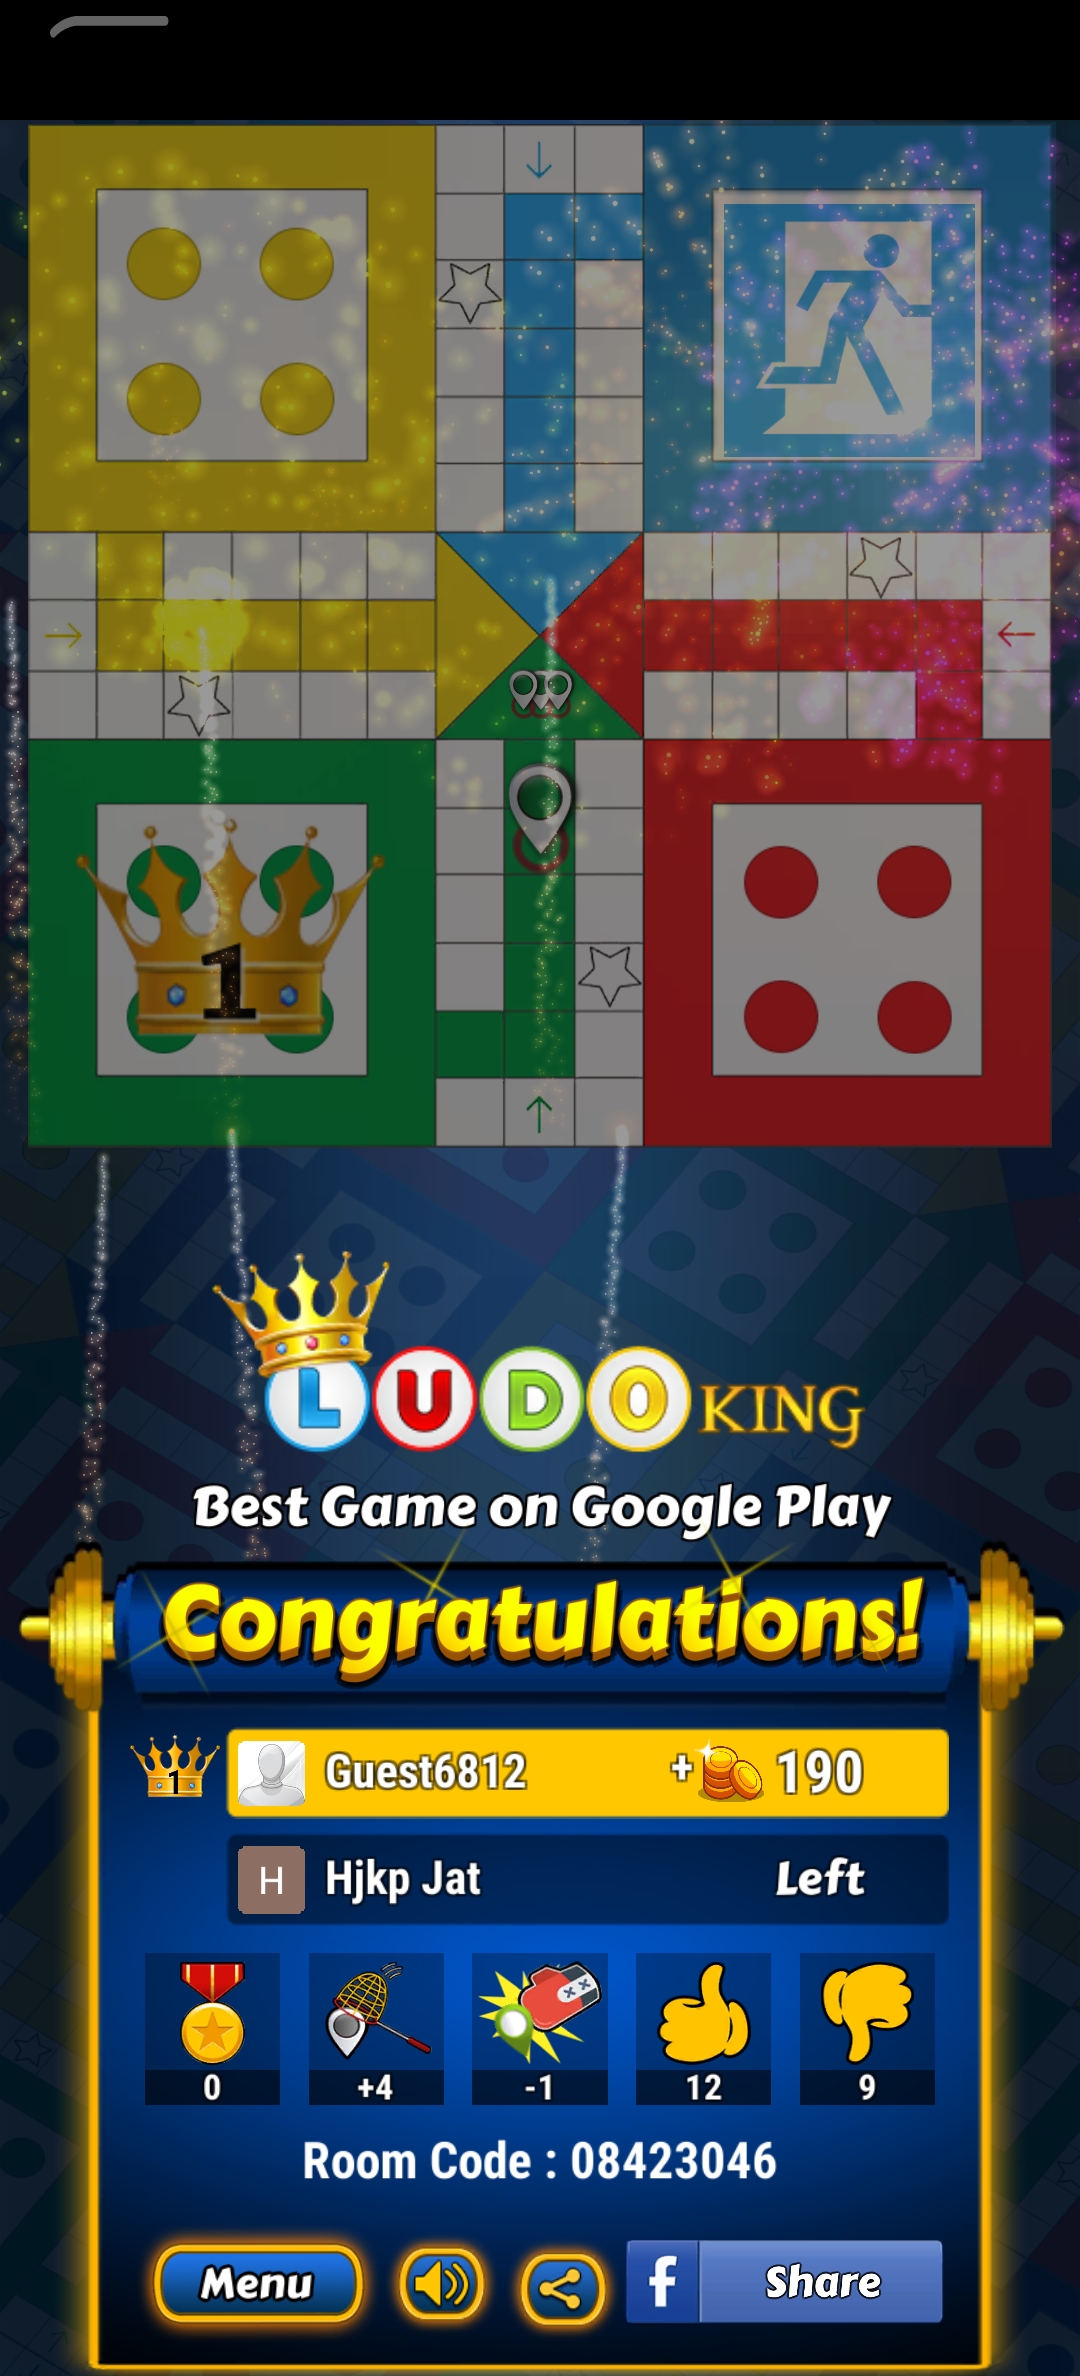 1
LUDO KING
Best Game on Google Play
Congratulations!
1 Guest6812 + 190
H Hjkp Jat Left
0 +4 -1 12 9
Room Code : 08423046
Menu f Share